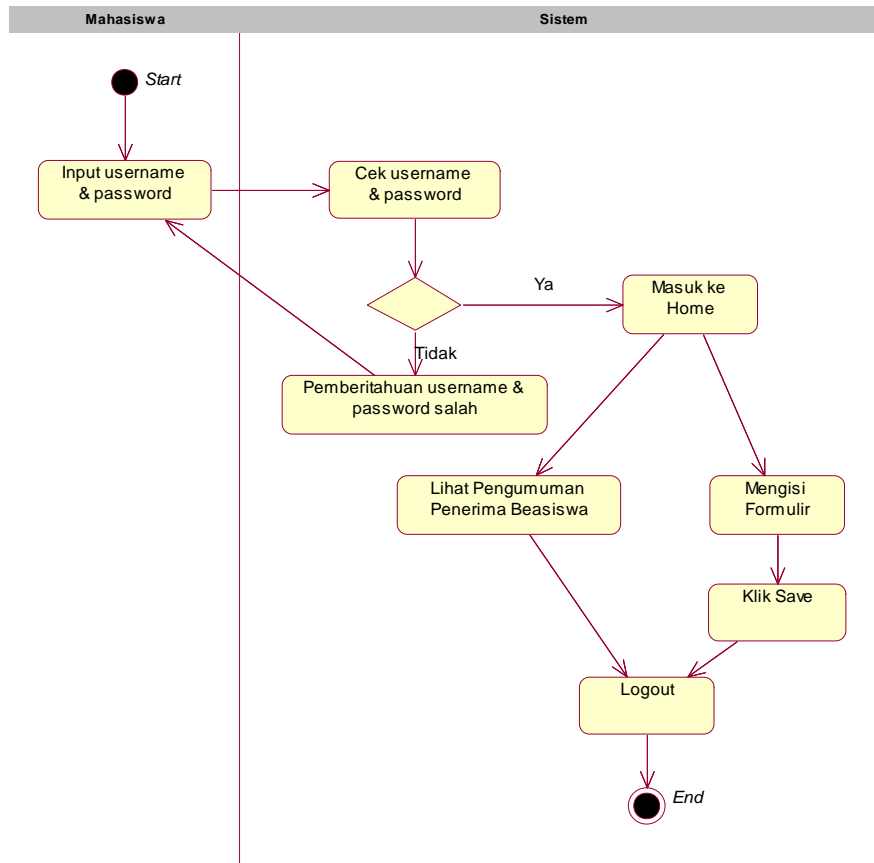 Mahasiswa
Sistem
Start
Input username
& password
Cek username
& password
Ya
Masuk ke
Home
Tidak
Pemberitahuan username &
password salah
Lihat Pengumuman
Penerima Beasiswa
Mengisi
Formulir
Klik Save
Logout
End